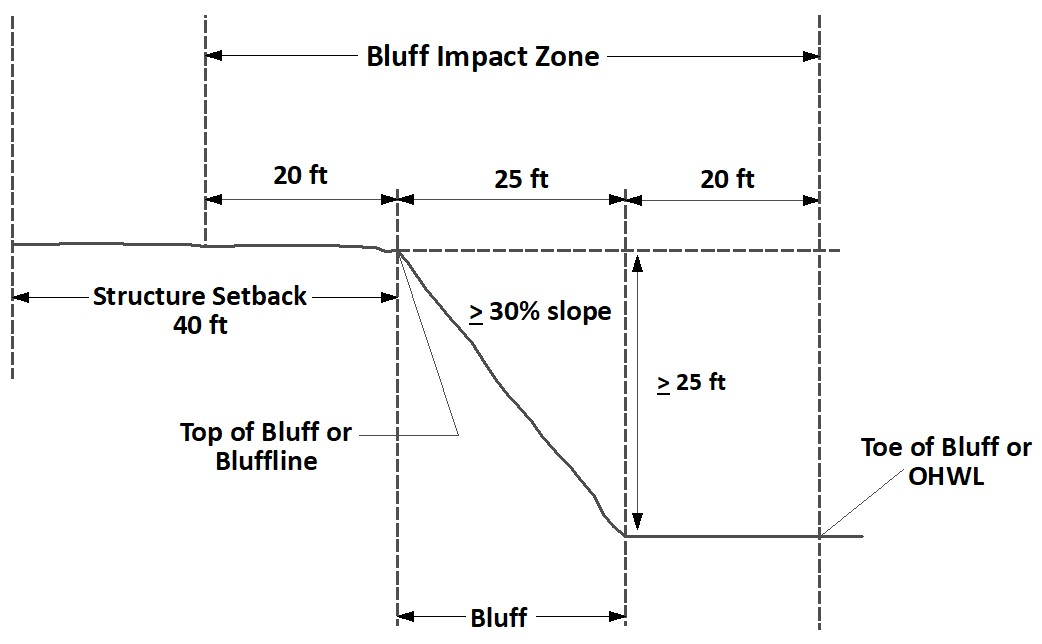 Bluff Impact Zone
20 ft
25 ft
20 ft
Structure Setback
40 ft
≥ 30% slope
≥ 25 ft
Top of Bluff or
Bluffline
Toe of Bluff or
OHWL
Bluff